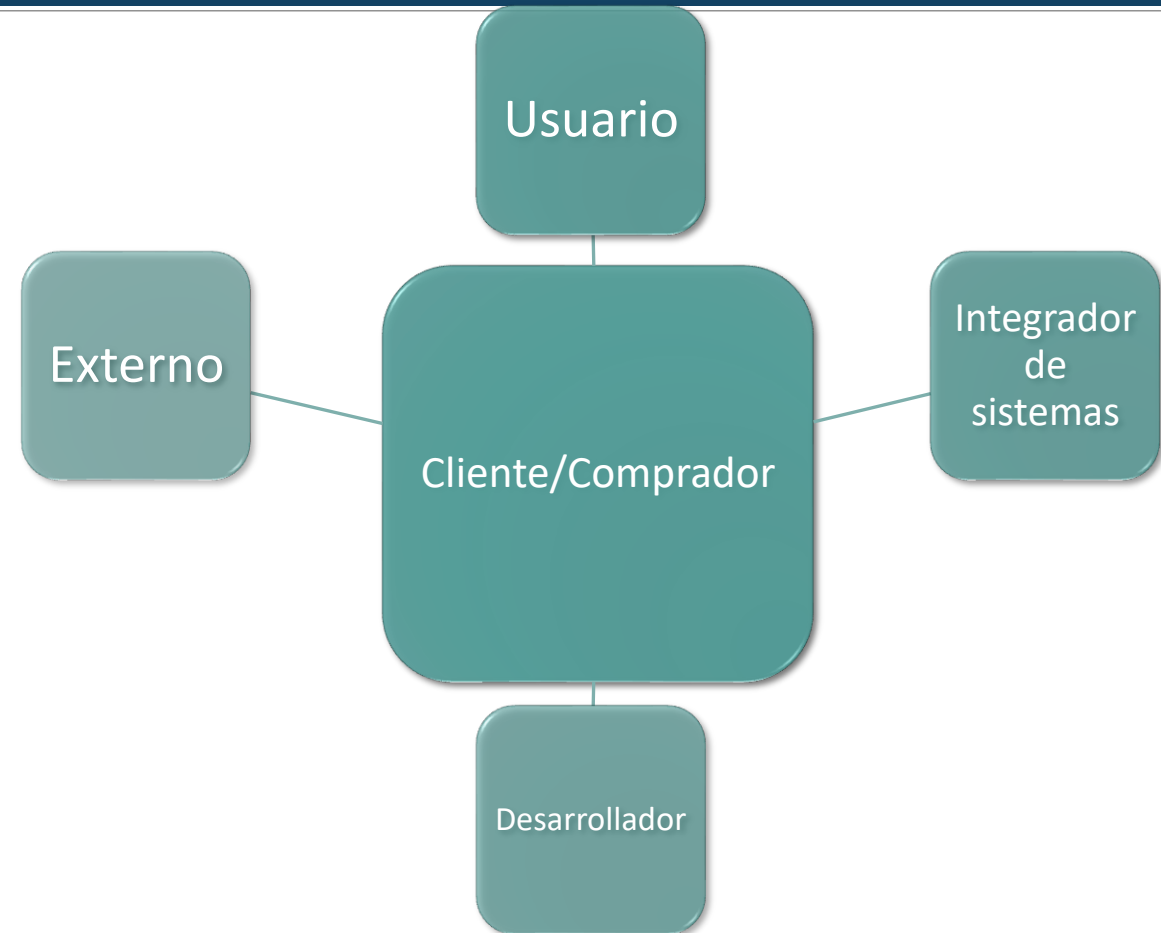 Usuario
Externo
Integrador
de
sistemas
Cliente/Comprador
Desarrollador